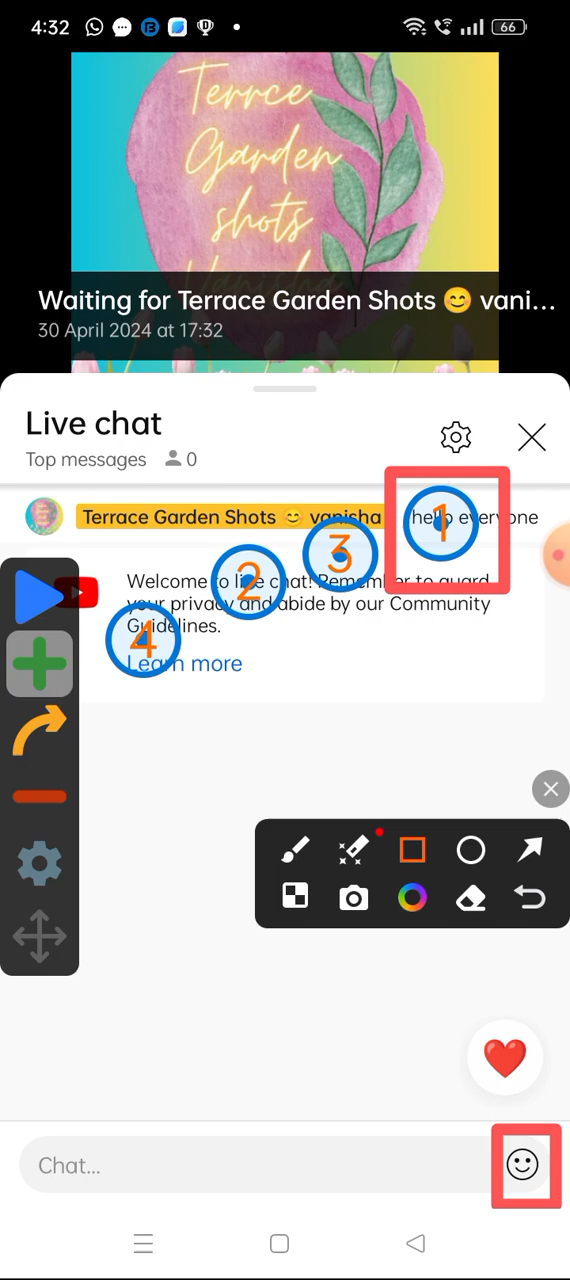 4:32
66
Terrce
Garden
shots
Vanisha
Waiting for Terrace Garden Shots 😊 vani...
30 April 2024 at 17:32
Live chat
Top messages 0
Terrace Garden Shots 😊 vanisha hello everyone
1
Welcome to live chat! Remember to guard
your privacy and abide by our Community
Guidelines.
2
3
4
Learn more
Chat...